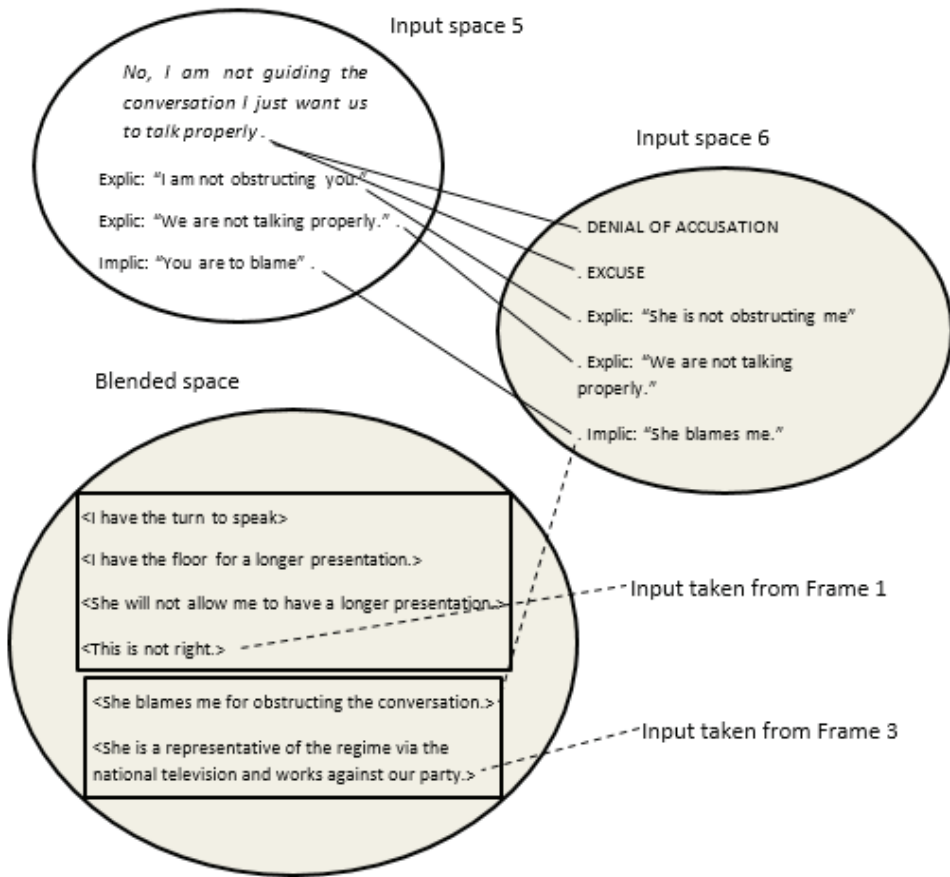 Input space 5
No, I am not guiding the
conversation I just want us
to talk properly .
Explic: "I am not obstructing you."
Explic: "We are not talking properly." .
Implic: "You are to blame" .
Input space 6
. DENIAL OF ACCUSATION
. EXCUSE
. Explic: "She is not obstructing me"
. Explic: "We are not talking
properly."
. Implic: "She blames me."
Blended space
<I have the turn to speak>
<I have the floor for a longer presentation.>
<She will not allow me to have a longer presentation.>
<This is not right.>
<She blames me for obstructing the conversation.>
<She is a representative of the regime via the
national television and works against our party.>
Input taken from Frame 1
Input taken from Frame 3